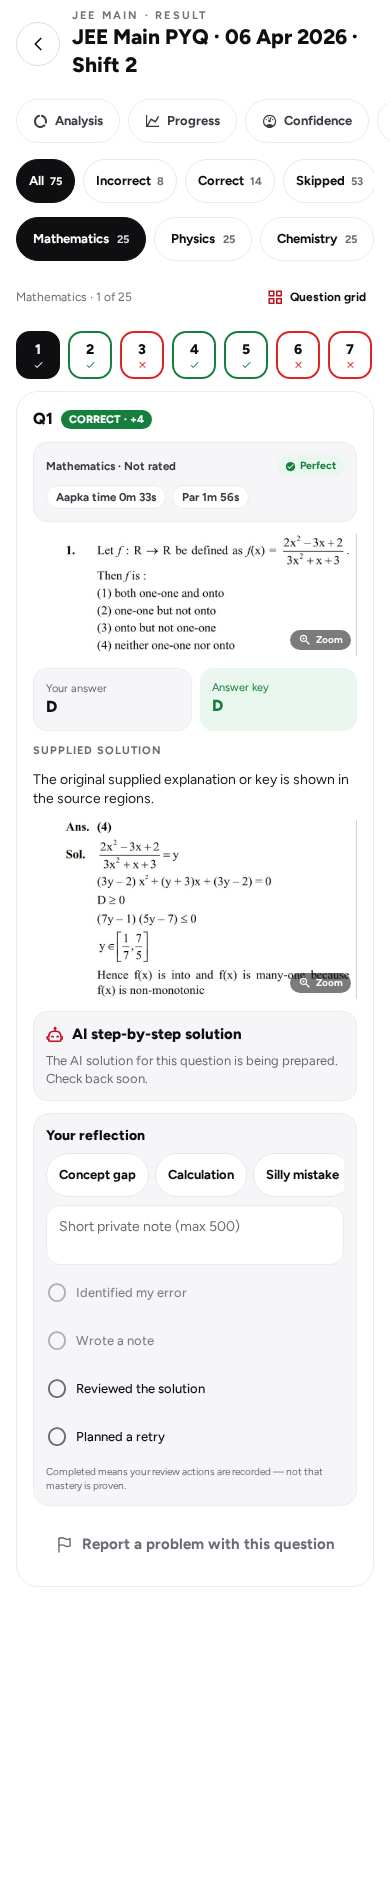 JEE MAIN · RESULT
JEE Main PYQ · 06 Apr 2026 ·
Shift 2
Analysis Progress Confidence
All 75 Incorrect 8 Correct 14 Skipped 53
Mathematics 25 Physics 25 Chemistry 25
Mathematics · 1 of 25 Question grid
1 2 3 4 5 6 7
Q1 CORRECT · +4
Mathematics · Not rated Perfect
Aapka time 0m 33s Par 1m 56s
1. Let f : R → R be defined as f(x) = (2x² – 3x + 2)/(3x² + x + 3) .
Then f is :
(1) both one-one and onto
(2) one-one but not onto
(3) onto but not one-one
(4) neither one-one nor onto
Zoom
Your answer Answer key
D D
SUPPLIED SOLUTION
The original supplied explanation or key is shown in
the source regions.
Ans. (4)
Sol. (2x² – 3x + 2)/(3x² + x + 3) = y
(3y – 2) x² + (y + 3)x + (3y – 2) = 0
D ≥ 0
(7y – 1) (5y – 7) ≤ 0
y ∈ [1/7, 7/5]
Hence f(x) is into and f(x) is many-one because
Zoom
f(x) is non-monotonic
AI step-by-step solution
The AI solution for this question is being prepared.
Check back soon.
Your reflection
Concept gap Calculation Silly mistake
Short private note (max 500)
Identified my error
Wrote a note
Reviewed the solution
Planned a retry
Completed means your review actions are recorded — not that
mastery is proven.
Report a problem with this question